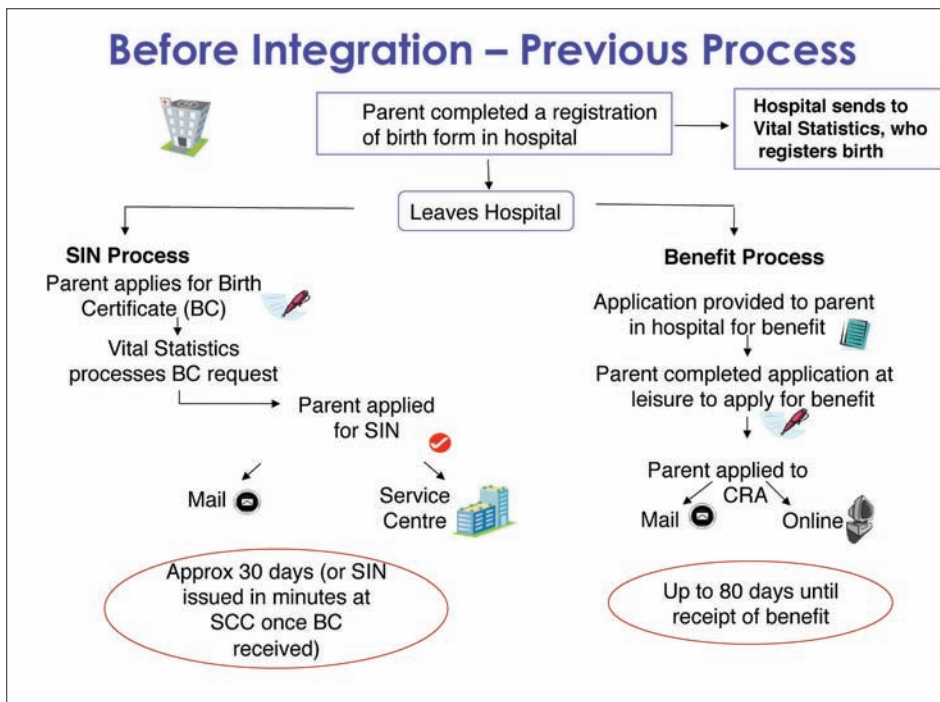 Before Integration – Previous Process
Parent completed a registration
of birth form in hospital
Hospital sends to
Vital Statistics, who
registers birth
Leaves Hospital
SIN Process
Parent applies for Birth
Certificate (BC)
Vital Statistics
processes BC request
Parent applied
for SIN
Mail
Service
Centre
Approx 30 days (or SIN
issued in minutes at
SCC once BC
received)
Benefit Process
Application provided to parent
in hospital for benefit
Parent completed application at
leisure to apply for benefit
Parent applied to
CRA
Mail
Online
Up to 80 days until
receipt of benefit